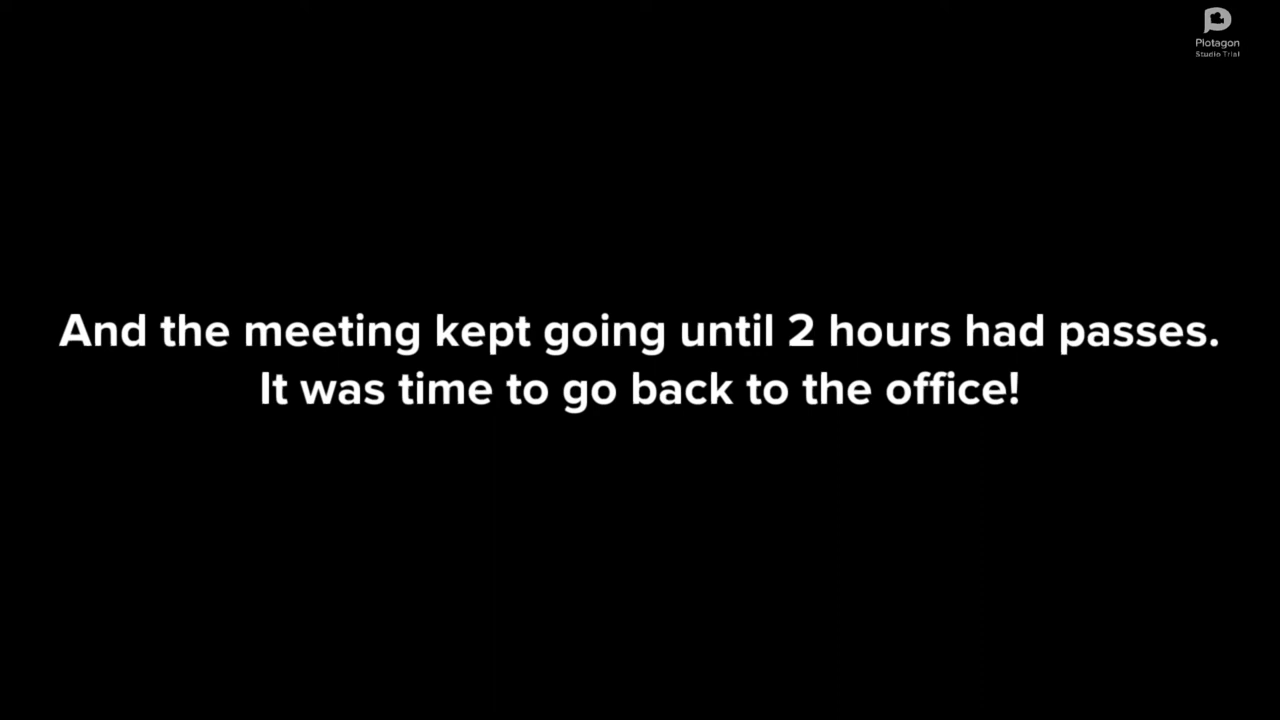 Plotagon
Studio Trial
And the meeting kept going until 2 hours had passes.
It was time to go back to the office!